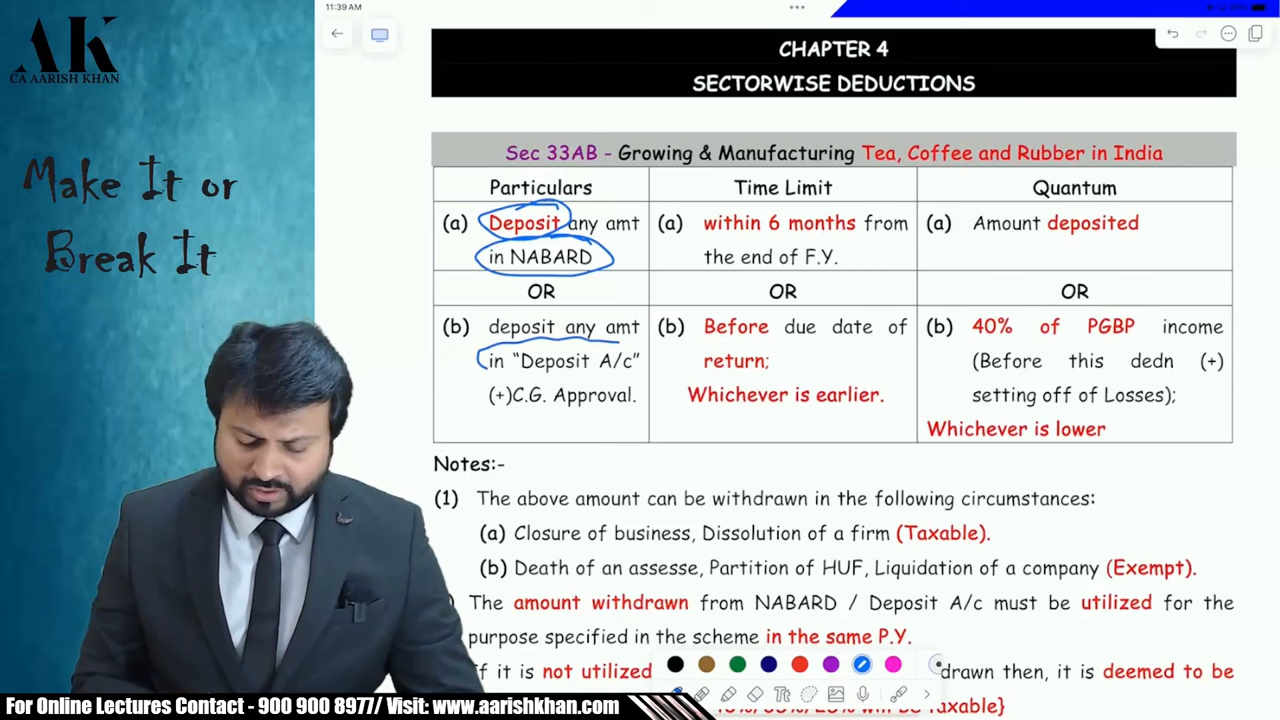 11:39 AM
AK
CA AARISH KHAN
Make It or
Break It
CHAPTER 4
SECTORWISE DEDUCTIONS
Sec 33AB - Growing & Manufacturing Tea, Coffee and Rubber in India
Particulars Time Limit Quantum
(a) Deposit any amt
in NABARD
(a) within 6 months from
the end of F.Y.
(a) Amount deposited
OR OR OR
(b) deposit any amt
in “Deposit A/c”
(+)C.G. Approval.
(b) Before due date of
return;
Whichever is earlier.
(b) 40% of PGBP income
(Before this dedn (+)
setting off of Losses);
Whichever is lower
Notes:-
(1) The above amount can be withdrawn in the following circumstances:
(a) Closure of business, Dissolution of a firm (Taxable).
(b) Death of an assesse, Partition of HUF, Liquidation of a company (Exempt).
The amount withdrawn from NABARD / Deposit A/c must be utilized for the
purpose specified in the scheme in the same P.Y.
If it is not utilized drawn then, it is deemed to be
Tt
For Online Lectures Contact - 900 900 8977/ Visit: www.aarishkhan.com